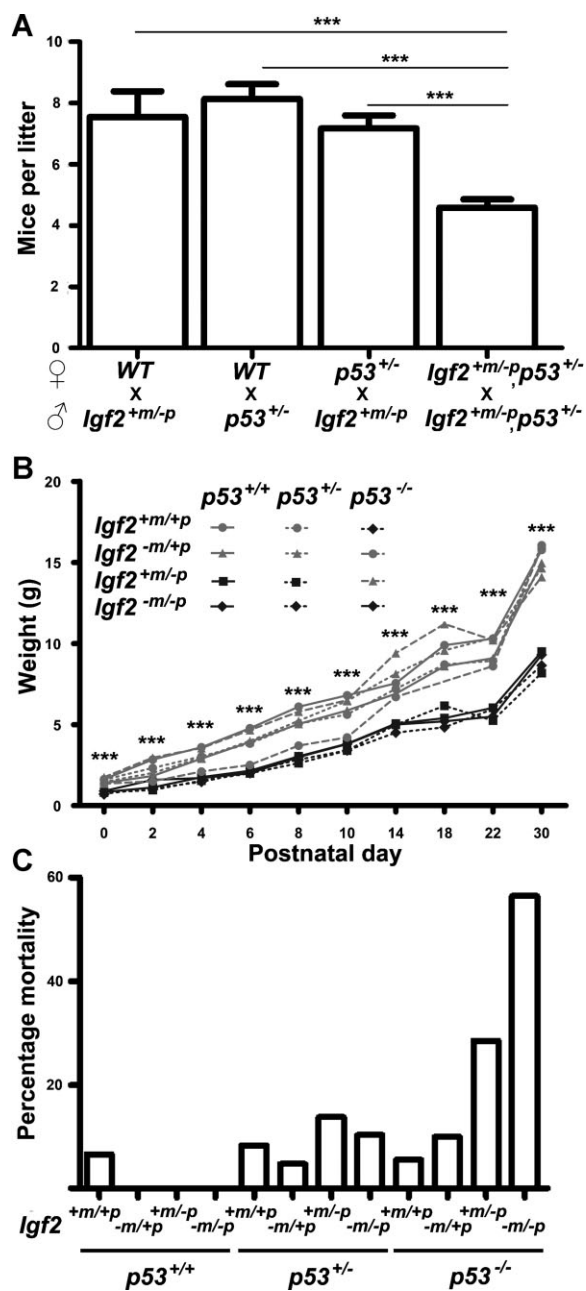 A
***
***
***
10
8
6
4
2
0
Mice per litter
♀ WT WT p53+/- Igf2+m/-p,p53+/-
X X X X
♂ Igf2+m/-p p53+/- Igf2+m/-p Igf2+m/-p,p53+/-
B
20
15
10
5
0
Weight (g)
p53+/+ p53+/- p53-/-
Igf2+m/+p
Igf2-m/+p
Igf2+m/-p
Igf2-m/-p
*** *** *** *** *** *** *** *** *** ***
0 2 4 6 8 10 14 18 22 30
Postnatal day
C
60
40
20
Percentage mortality
Igf2 +m/+p -m/+p +m/-p -m/-p +m/+p -m/+p +m/-p -m/-p +m/+p -m/+p +m/-p -m/-p
p53+/+ p53+/- p53-/-